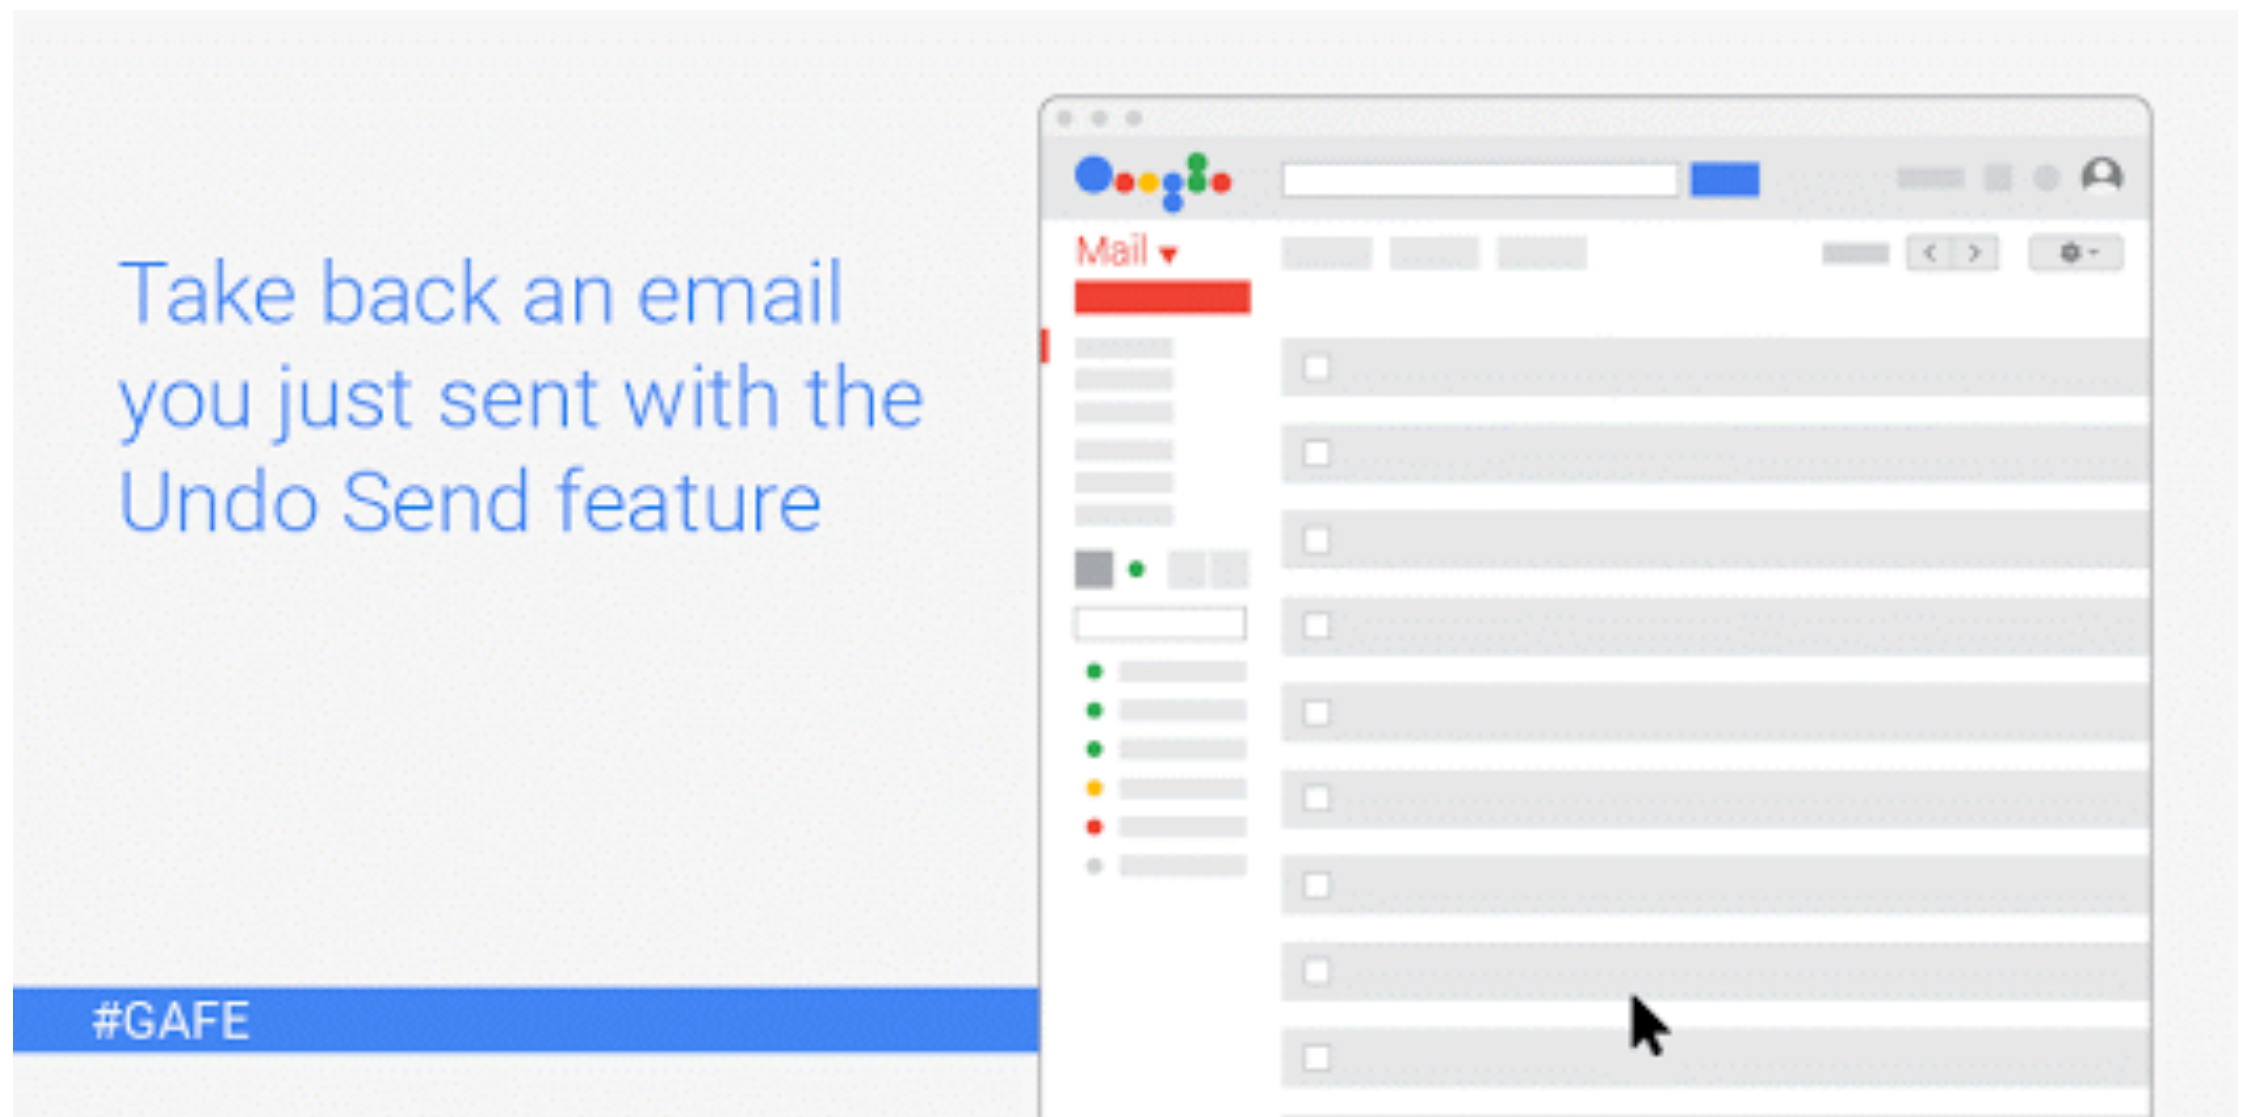 Take back an email
you just sent with the
Undo Send feature
#GAFE
Mail